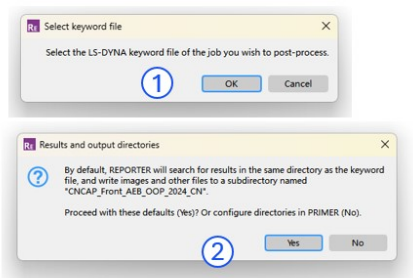 RE Select keyword file
Select the LS-DYNA keyword file of the job you wish to post-process.
1
OK Cancel
RE Results and output directories
By default, REPORTER will search for results in the same directory as the keyword
file, and write images and other files to a subdirectory named
"CNCAP_Front_AEB_OOP_2024_CN".
Proceed with these defaults (Yes)? Or configure directories in PRIMER (No).
2
Yes No